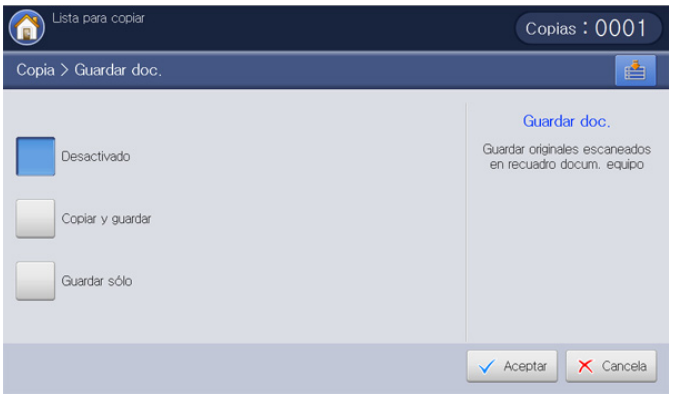 Lista para copiar
Copias : 0001
Copia > Guardar doc.
Guardar doc.
Guardar originales escaneados
en recuadro docum. equipo
Desactivado
Copiar y guardar
Guardar sólo
Aceptar
Cancela